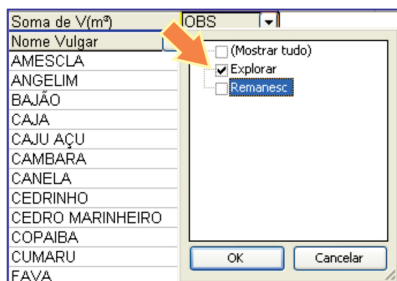 Soma de V(m³) OBS
Nome Vulgar
(Mostrar tudo)
AMESCLA
Explorar
ANGELIM
Remanesc
BAJÃO
CAJA
CAJU AÇU
CAMBARA
CANELA
CEDRINHO
CEDRO MARINHEIRO
COPAIBA
CUMARU
OK Cancelar
FAVA